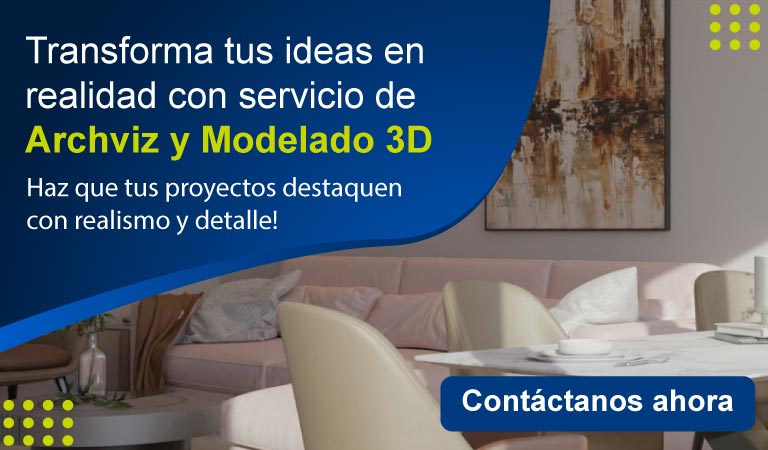 Transforma tus ideas en
realidad con servicio de
Archviz y Modelado 3D
Haz que tus proyectos destaquen
con realismo y detalle!
Contáctanos ahora